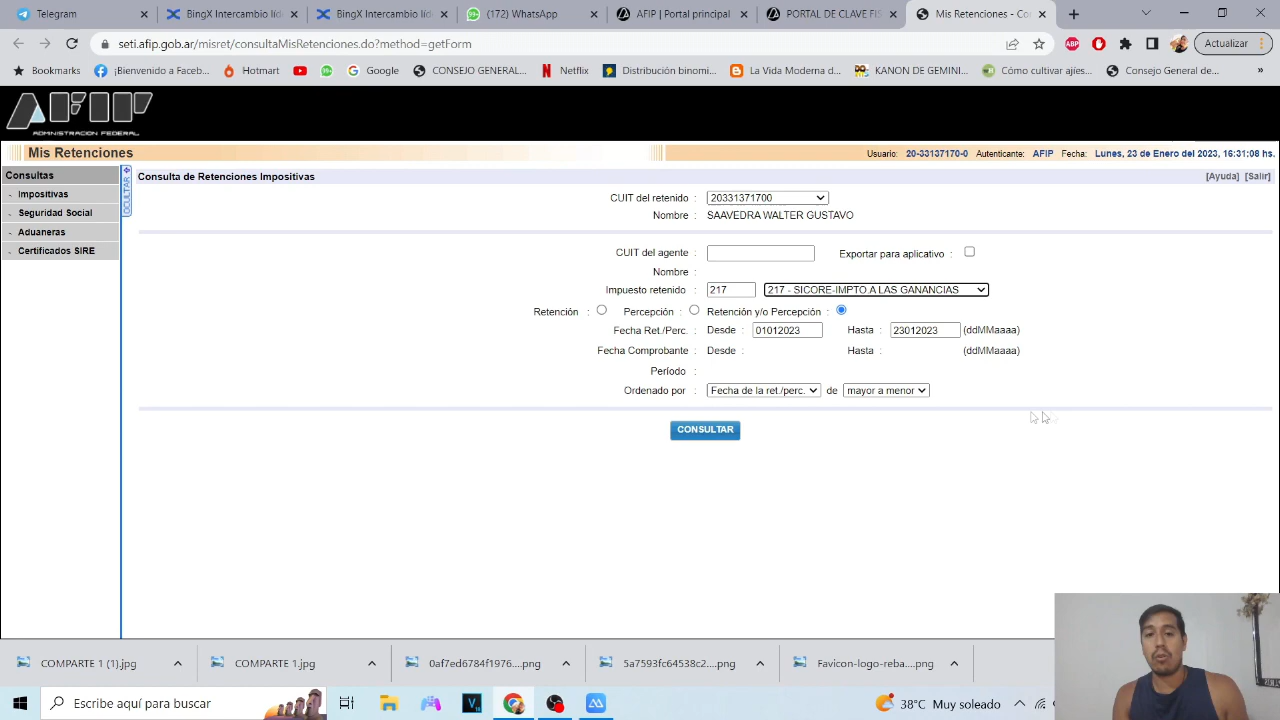 Telegram
BingX Intercambio líd
BingX Intercambio líd
(172) WhatsApp
AFIP | Portal principal
PORTAL DE CLAVE FIS
Mis Retenciones - Co
seti.afip.gob.ar/misret/consultaMisRetenciones.do?method=getForm
ABP
Actualizar
Bookmarks
¡Bienvenido a Faceb...
Hotmart
Google
CONSEJO GENERAL...
Netflix
Distribución binomi...
La Vida Moderna d...
KANON DE GEMINI...
Cómo cultivar ajíes...
Consejo General de...
»
AFIP
ADMINISTRACION FEDERAL
Mis Retenciones
Usuario: 20-33137170-0 Autenticante: AFIP Fecha: Lunes, 23 de Enero del 2023, 16:31:08 hs.
Consultas
- Impositivas
- Seguridad Social
- Aduaneras
- Certificados SIRE
OCULTAR
Consulta de Retenciones Impositivas
[Ayuda] [Salir]
CUIT del retenido : 20331371700
Nombre : SAAVEDRA WALTER GUSTAVO
CUIT del agente : Exportar para aplicativo :
Nombre :
Impuesto retenido : 217 217 - SICORE-IMPTO.A LAS GANANCIAS
Retención : Percepción : Retención y/o Percepción :
Fecha Ret./Perc. : Desde : 01012023 Hasta : 23012023 (ddMMaaaa)
Fecha Comprobante : Desde : Hasta : (ddMMaaaa)
Período :
Ordenado por : Fecha de la ret./perc. de mayor a menor
CONSULTAR
COMPARTE 1 (1).jpg
COMPARTE 1.jpg
0af7ed6784f1976....png
5a7593fc64538c2....png
Favicon-logo-reba....png
Escribe aquí para buscar
38°C Muy soleado